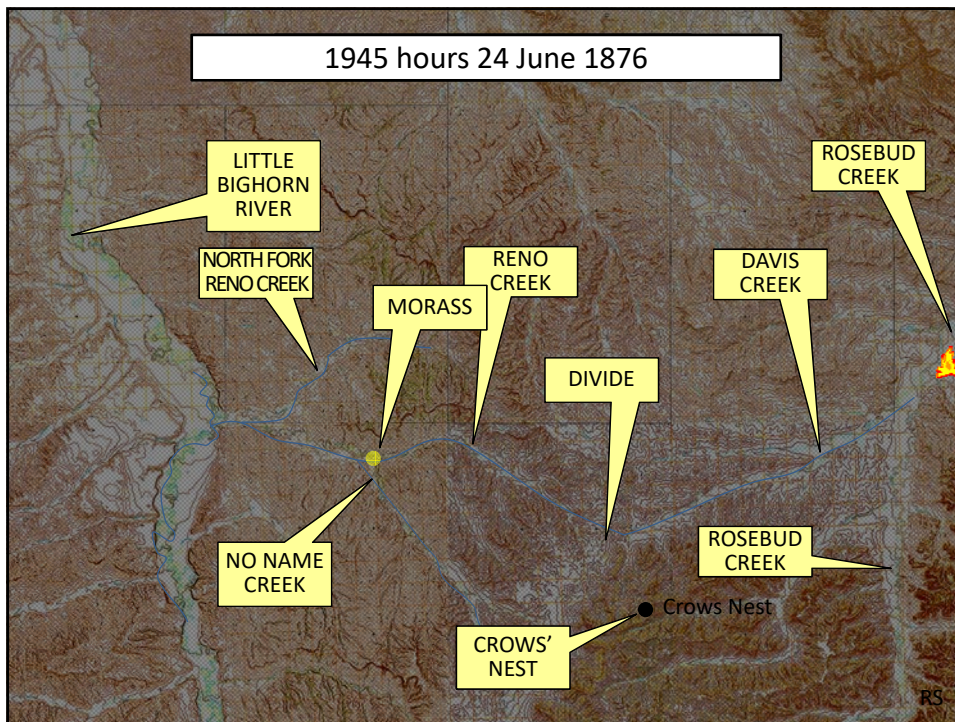 1945 hours 24 June 1876
LITTLE
BIGHORN
RIVER
ROSEBUD
CREEK
NORTH FORK
RENO CREEK
MORASS
RENO
CREEK
DAVIS
CREEK
DIVIDE
NO NAME
CREEK
ROSEBUD
CREEK
Crows Nest
CROWS’
NEST
RS